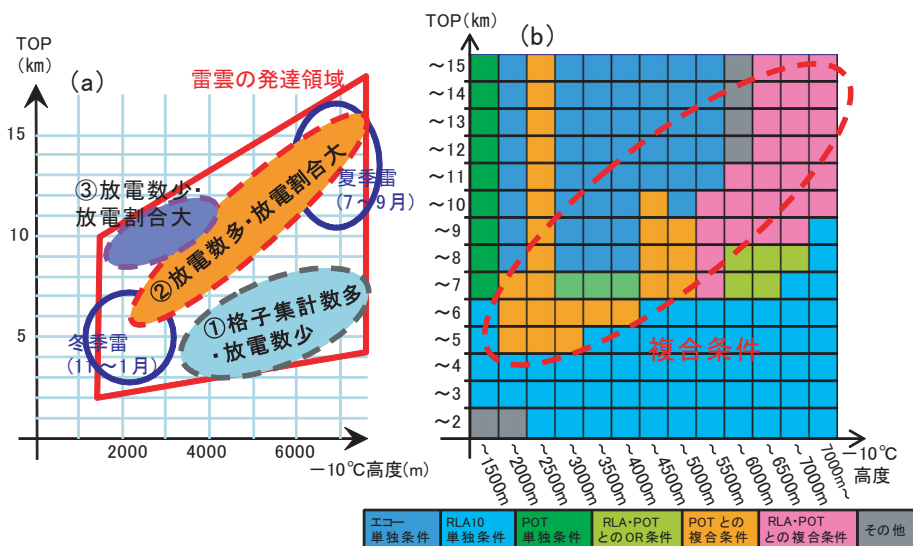 TOP
(km)
(a)
雷雲の発達領域
15
10
5
③放電数少・
放電割合大
②放電数多・放電割合大
夏季雷
(7～9月)
①格子集計数多
・放電数少
冬季雷
(11～1月)
2000
4000
6000
－10℃高度(m)
TOP(km)
(b)
～15
～14
～13
～12
～11
～10
～9
～8
～7
～6
～5
～4
～3
～2
複合条件
～1500m
～2000m
～2500m
～3000m
～3500m
～4000m
～4500m
～5000m
～5500m
～6000m
～6500m
～7000m
7000m～
－10℃
高度
エコー
単独条件
RLA10
単独条件
POT
単独条件
RLA・POT
とのOR条件
POT との
複合条件
RLA・POT
との複合条件
その他